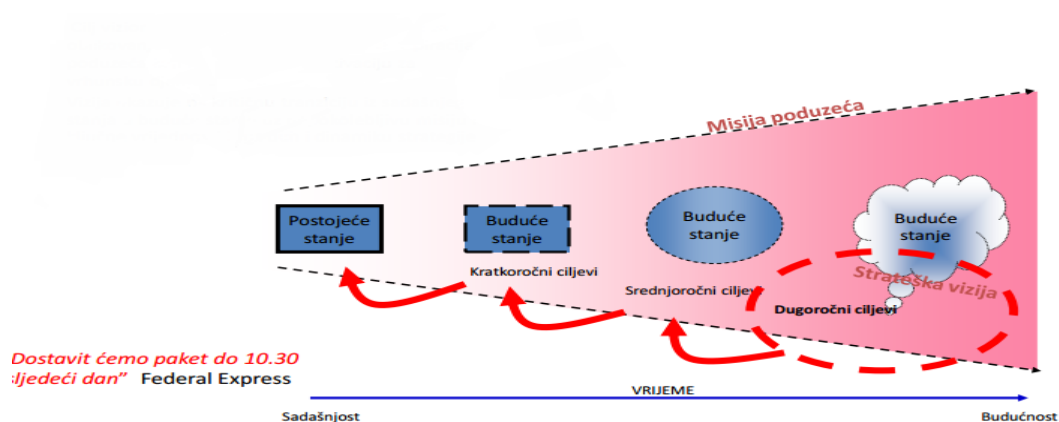 Misija poduzeća
Postojeće
stanje
Buduće
stanje
Buduće
stanje
Buduće
stanje
Kratkoročni ciljevi
Srednjoročni ciljevi
Strateška vizija
Dugoročni ciljevi
Dostavit ćemo paket do 10.30
sljedeći dan” Federal Express
VRIJEME
Sadašnjost
Budućnost